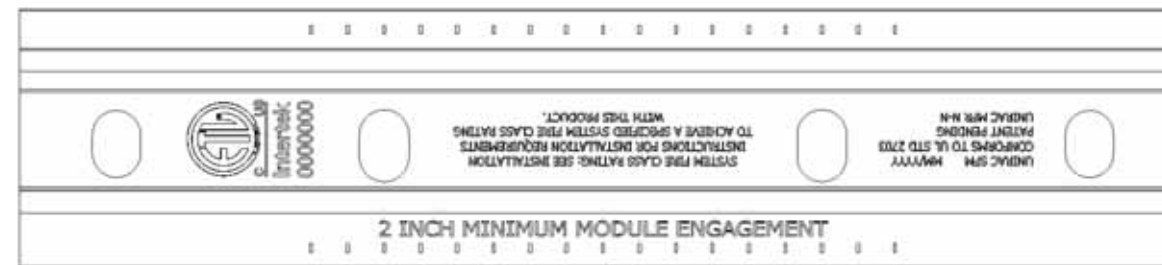 c US
Intertek
0000000
SYSTEM FIRE CLASS RATING: SEE INSTALLATION
INSTRUCTIONS FOR INSTALLATION REQUIREMENTS
TO ACHIEVE A SPECIFIED SYSTEM FIRE CLASS RATING
WITH THIS PRODUCT.
UNIRAC SFM MM/YYYY
CONFORMS TO UL STD 2703
PATENT PENDING
UNIRAC MFR N-N
2 INCH MINIMUM MODULE ENGAGEMENT